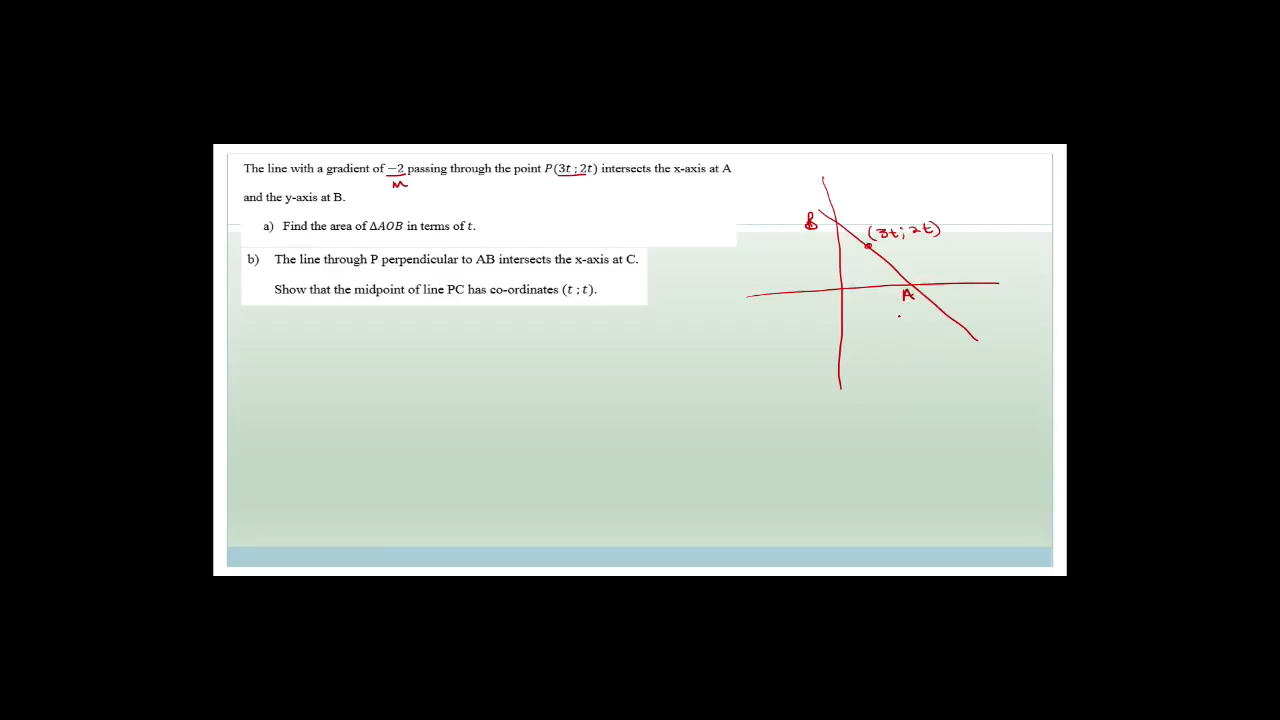 The line with a gradient of −2 passing through the point P(3t ; 2t) intersects the x-axis at A
m
and the y-axis at B.
a) Find the area of ΔAOB in terms of t.
b) The line through P perpendicular to AB intersects the x-axis at C.
Show that the midpoint of line PC has co-ordinates (t ; t).
B
(3t; 2t)
A